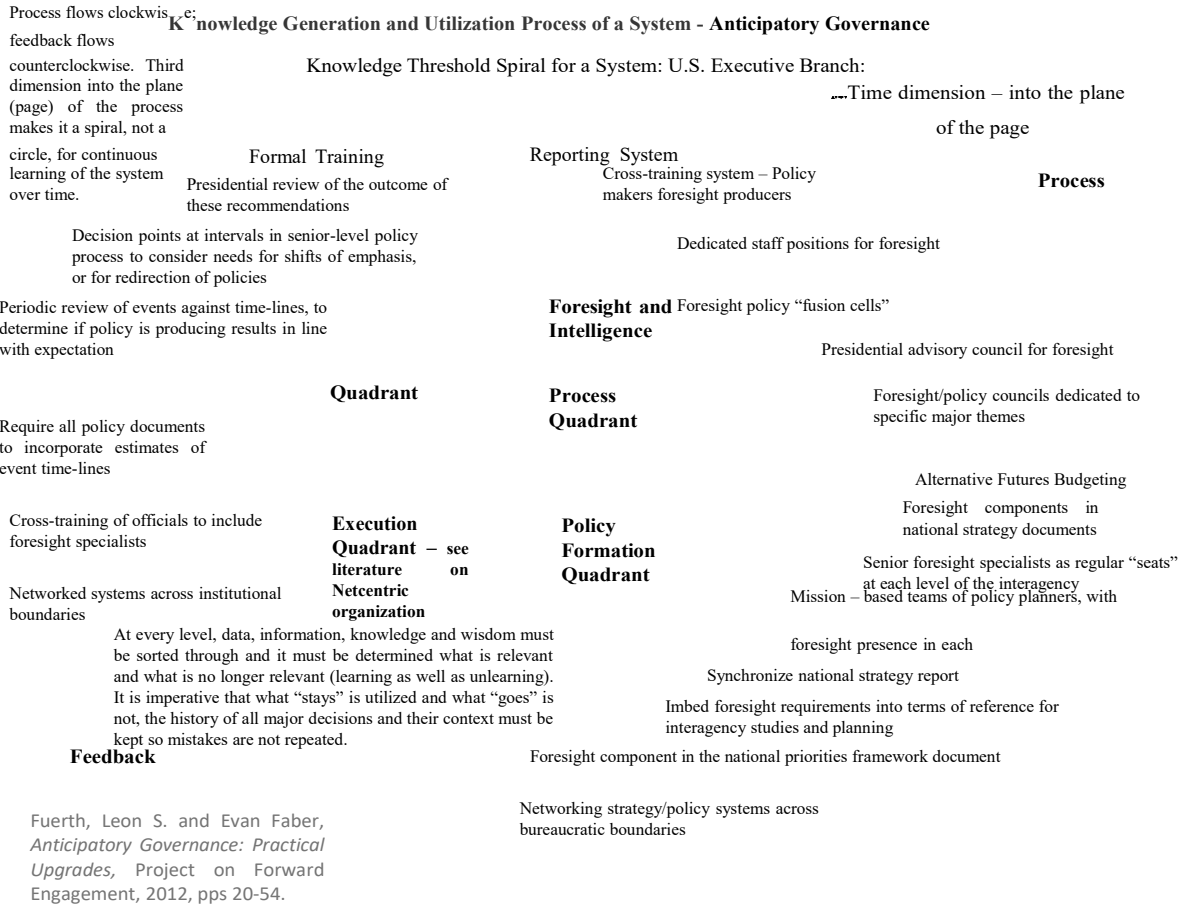 Process flows clockwise;
Knowledge Generation and Utilization Process of a System - Anticipatory Governance
feedback flows
counterclockwise. Third
dimension into the plane
(page) of the process
makes it a spiral, not a
circle, for continuous
learning of the system
over time.
Knowledge Threshold Spiral for a System: U.S. Executive Branch:
Time dimension – into the plane
of the page
Formal Training
Reporting System
Presidential review of the outcome of
these recommendations
Cross-training system – Policy
makers foresight producers
Process
Decision points at intervals in senior-level policy
process to consider needs for shifts of emphasis,
or for redirection of policies
Dedicated staff positions for foresight
Periodic review of events against time-lines, to
determine if policy is producing results in line
with expectation
Foresight and
Intelligence
Foresight policy “fusion cells”
Presidential advisory council for foresight
Quadrant
Process
Quadrant
Foresight/policy councils dedicated to
specific major themes
Require all policy documents
to incorporate estimates of
event time-lines
Alternative Futures Budgeting
Foresight components in
national strategy documents
Cross-training of officials to include
foresight specialists
Execution
Quadrant – see
literature on
Netcentric
organization
Policy
Formation
Quadrant
Senior foresight specialists as regular “seats”
at each level of the interagency
Networked systems across institutional
boundaries
Mission – based teams of policy planners, with
foresight presence in each
At every level, data, information, knowledge and wisdom must
be sorted through and it must be determined what is relevant
and what is no longer relevant (learning as well as unlearning).
It is imperative that what “stays” is utilized and what “goes” is
not, the history of all major decisions and their context must be
kept so mistakes are not repeated.
Synchronize national strategy report
Imbed foresight requirements into terms of reference for
interagency studies and planning
Feedback
Foresight component in the national priorities framework document
Networking strategy/policy systems across
bureaucratic boundaries
Fuerth, Leon S. and Evan Faber,
Anticipatory Governance: Practical
Upgrades, Project on Forward
Engagement, 2012, pps 20-54.